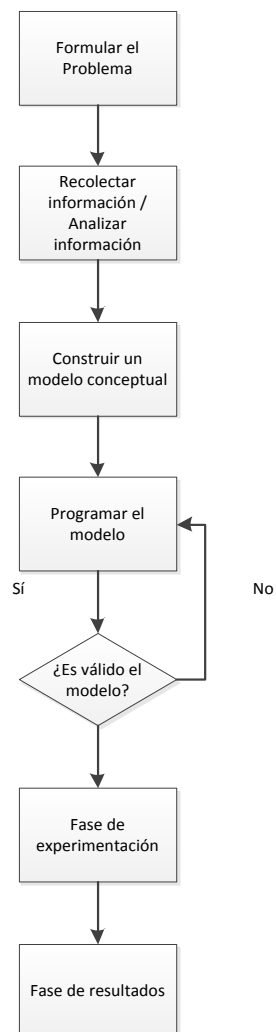 Formular el
Problema
Recolectar
información /
Analizar
información
Construir un
modelo conceptual
Programar el
modelo
Sí
No
¿Es válido el
modelo?
Fase de
experimentación
Fase de resultados